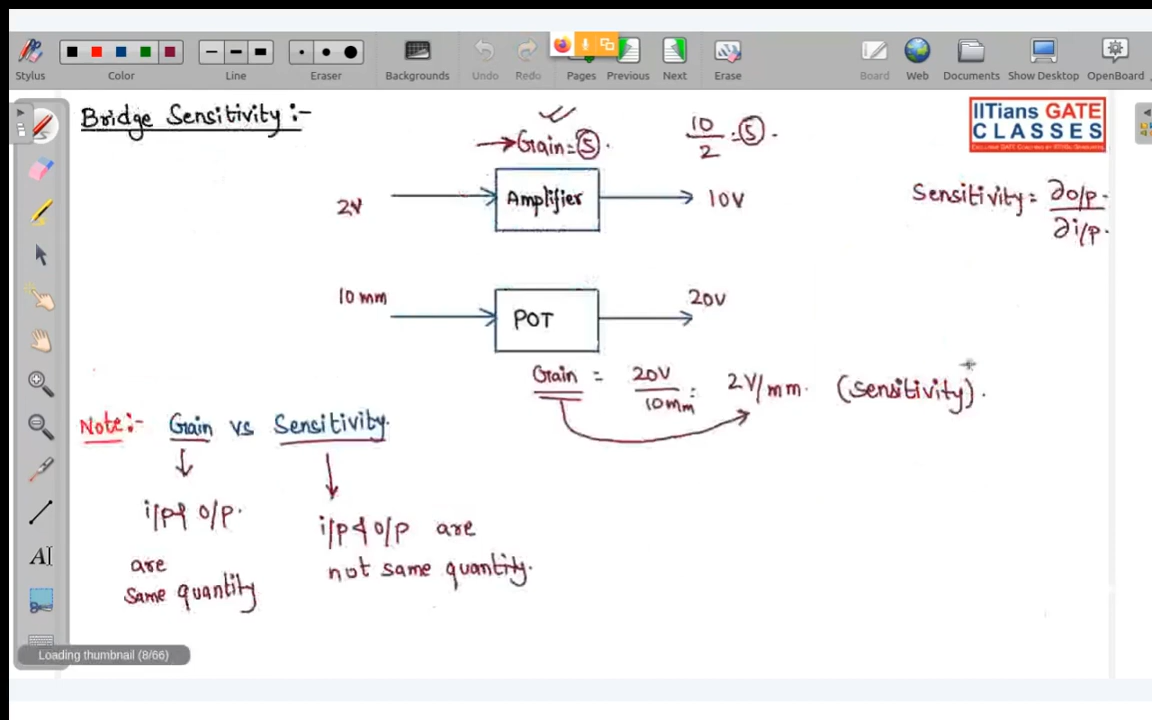 Stylus
Color
Line
Eraser
Backgrounds
Undo
Redo
Pages
Previous
Next
Erase
Board
Web
Documents
Show Desktop
OpenBoard
Bridge Sensitivity :-
IITians GATE
CLASSES
→ Gain = 5.
10/2 = 5.
2V
Amplifier
10V
Sensitivity = ∂o/p. / ∂i/p.
10 mm
POT
20V
Gain = 20V / 10mm = 2V/mm. (Sensitivity).
Note:- Gain vs Sensitivity.
i/p & o/p.
are
same quantity
i/p & o/p are
not same quantity.
AI
Loading thumbnail (8/66)